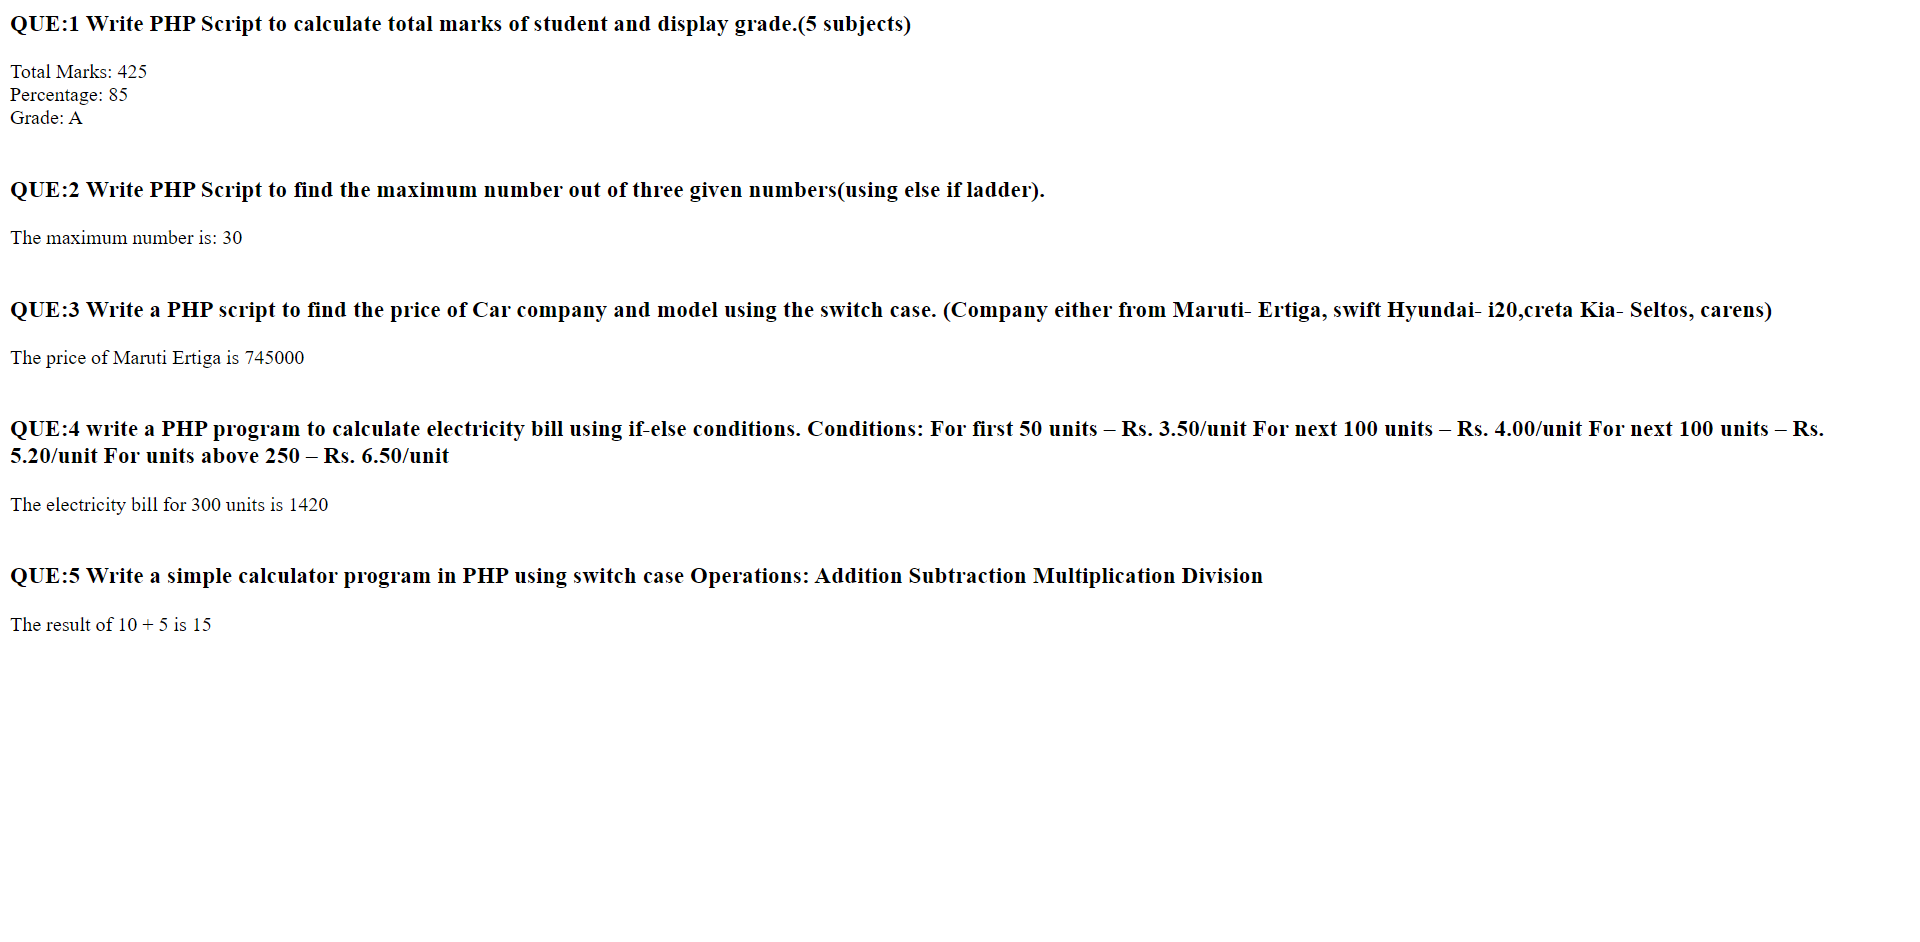 QUE:1 Write PHP Script to calculate total marks of student and display grade.(5 subjects)
Total Marks: 425
Percentage: 85
Grade: A
QUE:2 Write PHP Script to find the maximum number out of three given numbers(using else if ladder).
The maximum number is: 30
QUE:3 Write a PHP script to find the price of Car company and model using the switch case. (Company either from Maruti- Ertiga, swift Hyundai- i20,creta Kia- Seltos, carens)
The price of Maruti Ertiga is 745000
QUE:4 write a PHP program to calculate electricity bill using if-else conditions. Conditions: For first 50 units – Rs. 3.50/unit For next 100 units – Rs. 4.00/unit For next 100 units – Rs.
5.20/unit For units above 250 – Rs. 6.50/unit
The electricity bill for 300 units is 1420
QUE:5 Write a simple calculator program in PHP using switch case Operations: Addition Subtraction Multiplication Division
The result of 10 + 5 is 15